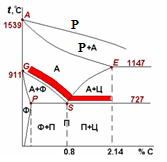 t,°C
A
P
1539
P+A
G
A
E
1147
911
А+Ф
А+Ц
P
S
727
Ф
Ф+П
П
П+Ц
0.8
2.14
% C